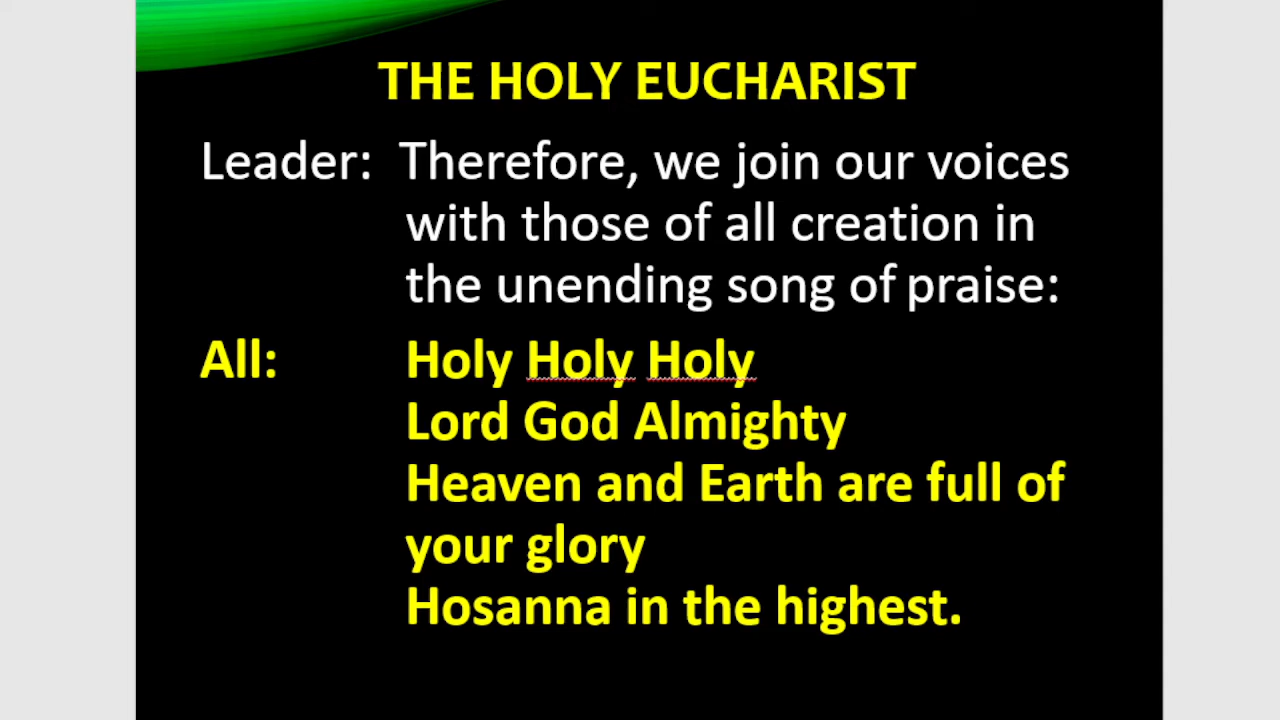 THE HOLY EUCHARIST
Leader: Therefore, we join our voices
with those of all creation in
the unending song of praise:
All: Holy Holy Holy
Lord God Almighty
Heaven and Earth are full of
your glory
Hosanna in the highest.